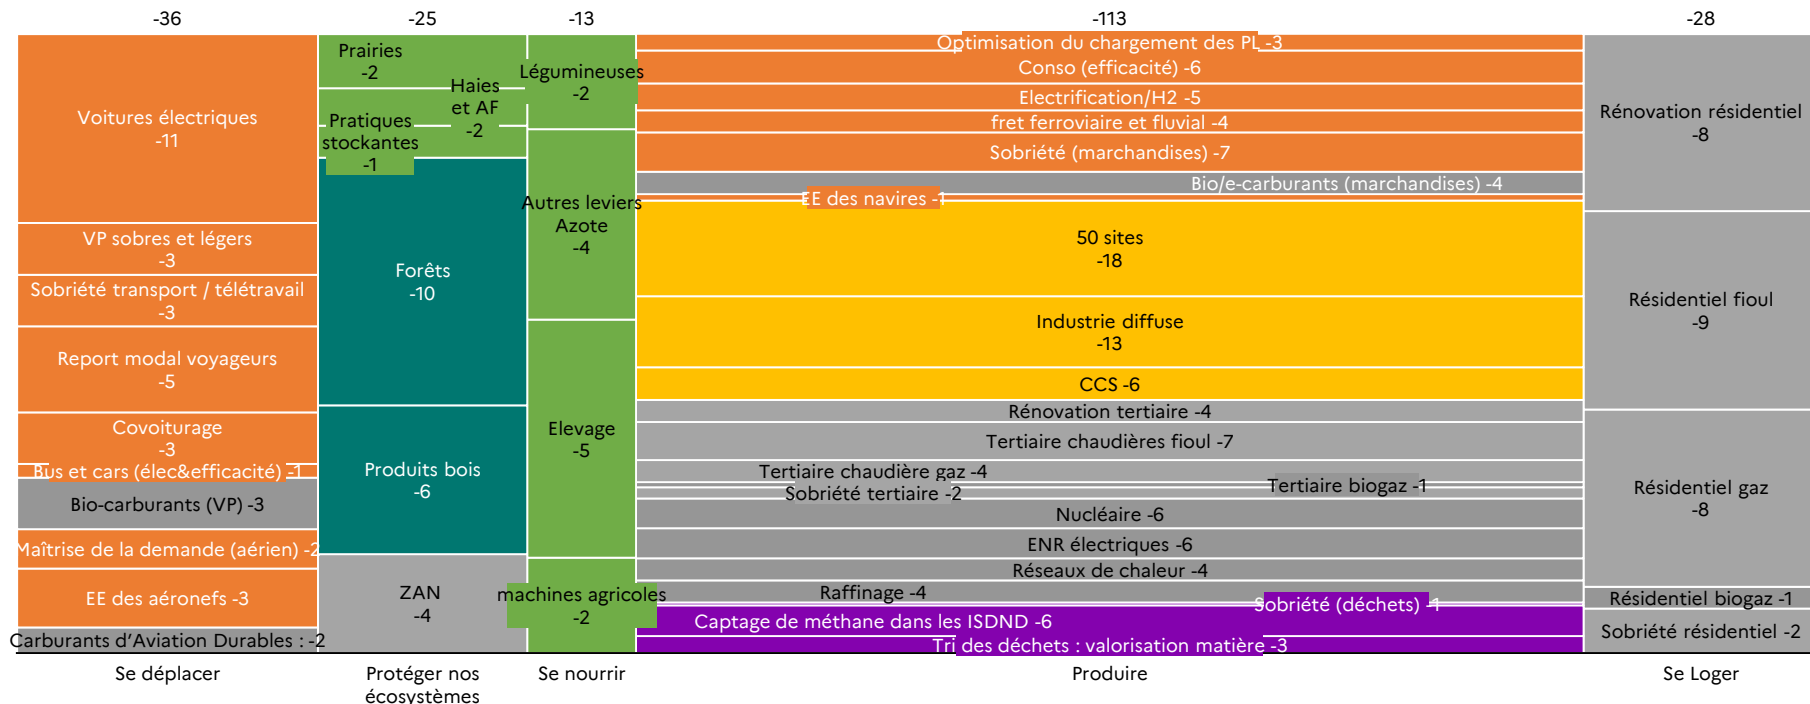 -36
-25
-13
-113
-28
Voitures électriques
-11
VP sobres et légers
-3
Sobriété transport / télétravail
-3
Report modal voyageurs
-5
Covoiturage
-3
Bus et cars (élec&efficacité) -1
Bio-carburants (VP) -3
Maîtrise de la demande (aérien) -2
EE des aéronefs -3
Carburants d’Aviation Durables : -2
Prairies
-2
Haies
et AF
-2
Pratiques
stockantes
-1
Forêts
-10
Produits bois
-6
ZAN
-4
Légumineuses
-2
Autres leviers
Azote
-4
Elevage
-5
machines agricoles
-2
Optimisation du chargement des PL -3
Conso (efficacité) -6
Electrification/H2 -5
fret ferroviaire et fluvial -4
Sobriété (marchandises) -7
Bio/e-carburants (marchandises) -4
EE des navires -1
50 sites
-18
Industrie diffuse
-13
CCS -6
Rénovation tertiaire -4
Tertiaire chaudières fioul -7
Tertiaire chaudière gaz -4
Tertiaire biogaz -1
Sobriété tertiaire -2
Nucléaire -6
ENR électriques -6
Réseaux de chaleur -4
Raffinage -4
Sobriété (déchets) -1
Captage de méthane dans les ISDND -6
Tri des déchets : valorisation matière -3
Rénovation résidentiel
-8
Résidentiel fioul
-9
Résidentiel gaz
-8
Résidentiel biogaz -1
Sobriété résidentiel -2
Se déplacer
Protéger nos
écosystèmes
Se nourrir
Produire
Se Loger